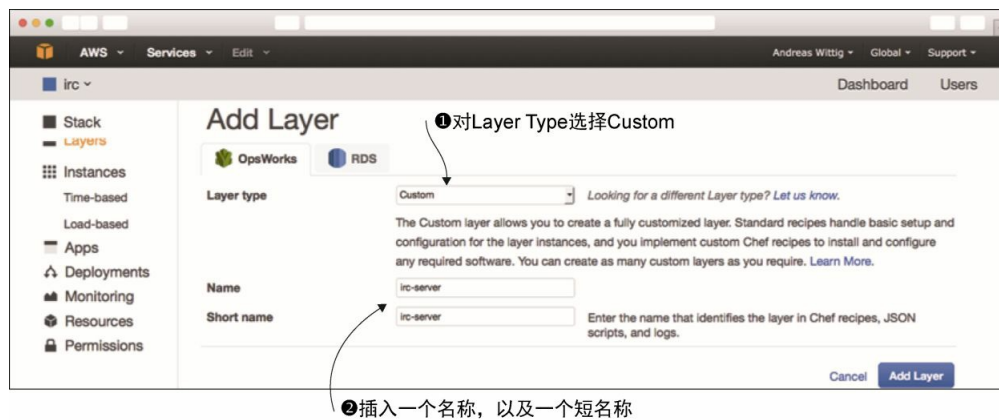 AWS Services Edit Andreas Wittig Global Support
irc Dashboard Users
Stack
Layers
Instances
Time-based
Load-based
Apps
Deployments
Monitoring
Resources
Permissions
Add Layer
❶对Layer Type选择Custom
OpsWorks RDS
Layer type Custom Looking for a different Layer type? Let us know.
The Custom layer allows you to create a fully customized layer. Standard recipes handle basic setup and
configuration for the layer instances, and you implement custom Chef recipes to install and configure
any required software. You can create as many custom layers as you require. Learn More.
Name irc-server
Short name irc-server Enter the name that identifies the layer in Chef recipes, JSON
scripts, and logs.
Cancel Add Layer
❷插入一个名称，以及一个短名称